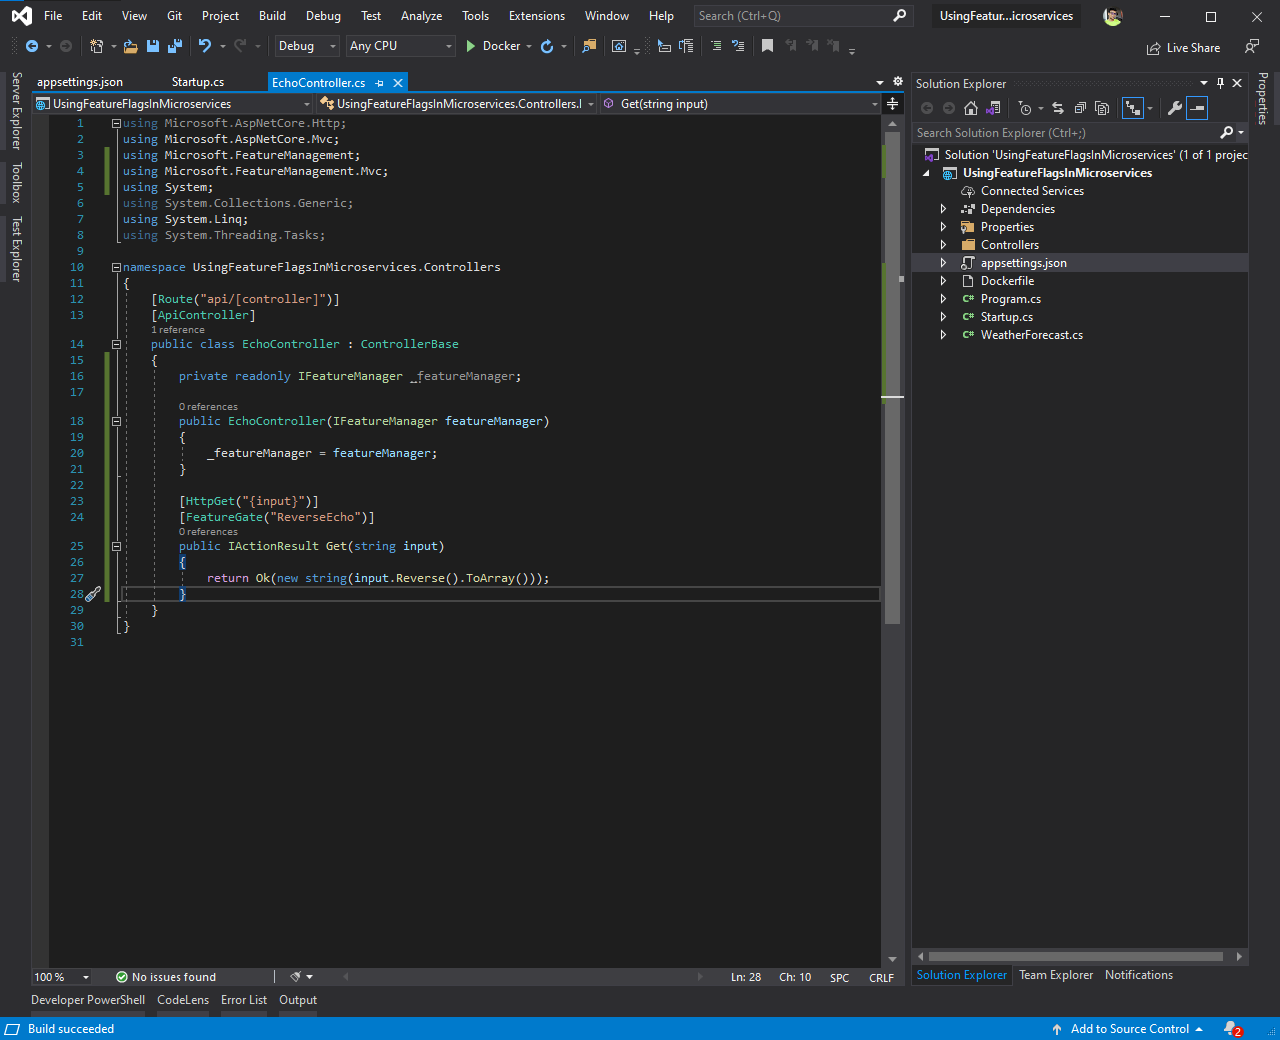 File Edit View Git Project Build Debug Test Analyze Tools Extensions Window Help Search (Ctrl+Q) UsingFeatur...icroservices
Debug Any CPU Docker Live Share
Server Explorer
Toolbox
Test Explorer
appsettings.json Startup.cs EchoController.cs
UsingFeatureFlagsInMicroservices UsingFeatureFlagsInMicroservices.Controllers.I Get(string input)
1 using Microsoft.AspNetCore.Http;
2 using Microsoft.AspNetCore.Mvc;
3 using Microsoft.FeatureManagement;
4 using Microsoft.FeatureManagement.Mvc;
5 using System;
6 using System.Collections.Generic;
7 using System.Linq;
8 using System.Threading.Tasks;
9
10 namespace UsingFeatureFlagsInMicroservices.Controllers
11 {
12 [Route("api/[controller]")]
13 [ApiController]
1 reference
14 public class EchoController : ControllerBase
15 {
16 private readonly IFeatureManager _featureManager;
17
0 references
18 public EchoController(IFeatureManager featureManager)
19 {
20 _featureManager = featureManager;
21 }
22
23 [HttpGet("{input}")]
24 [FeatureGate("ReverseEcho")]
0 references
25 public IActionResult Get(string input)
26 {
27 return Ok(new string(input.Reverse().ToArray()));
28 }
29 }
30 }
31
100 % No issues found Ln: 28 Ch: 10 SPC CRLF
Solution Explorer
Search Solution Explorer (Ctrl+;)
Solution 'UsingFeatureFlagsInMicroservices' (1 of 1 projec
UsingFeatureFlagsInMicroservices
Connected Services
Dependencies
Properties
Controllers
appsettings.json
Dockerfile
C# Program.cs
C# Startup.cs
C# WeatherForecast.cs
Solution Explorer Team Explorer Notifications
Properties
Developer PowerShell CodeLens Error List Output
Build succeeded Add to Source Control 2